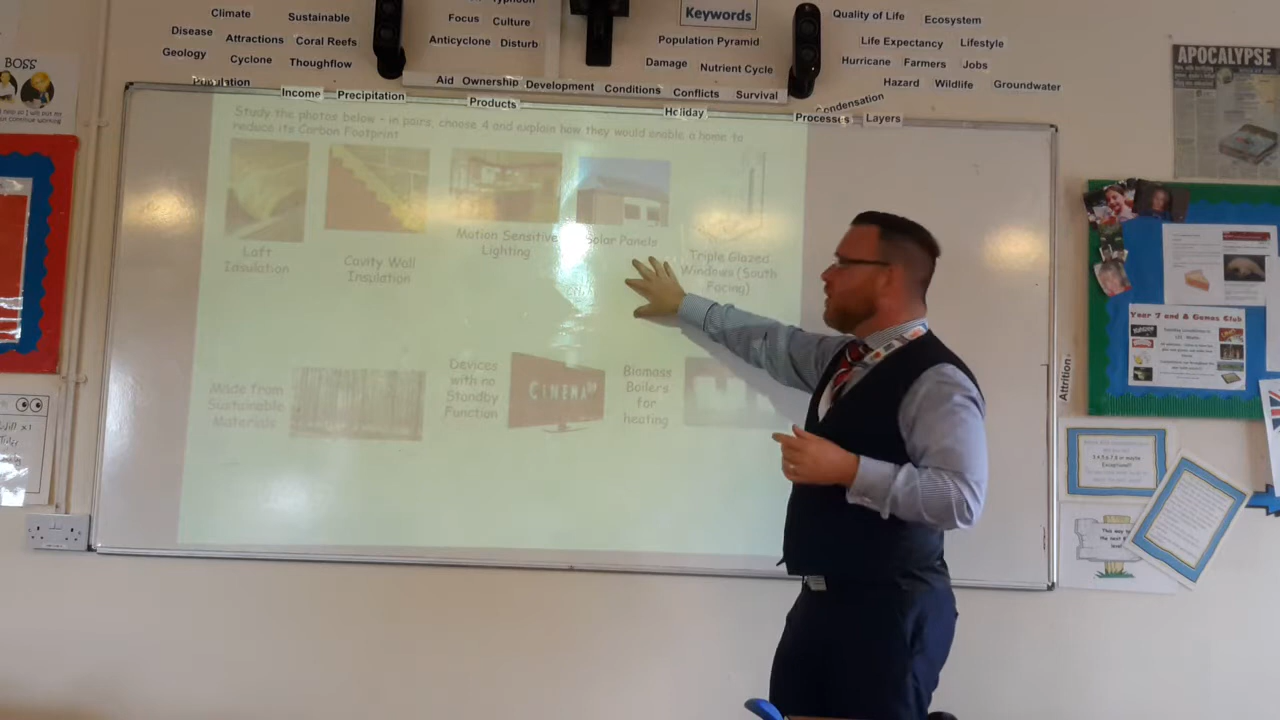 Climate
Sustainable
Disease
Attractions
Coral Reefs
Geology
Cyclone
Thoughflow
Population
Income
Precipitation
Focus
Culture
Anticyclone
Disturb
Aid
Ownership
Development
Conditions
Conflicts
Survival
Products
Keywords
Population Pyramid
Damage
Nutrient Cycle
Holiday
Quality of Life
Ecosystem
Life Expectancy
Lifestyle
Hurricane
Farmers
Jobs
Hazard
Wildlife
Groundwater
Condensation
Processes
Layers
Attrition
BOSS
APOCALYPSE
Study the photos below - in pairs, choose 4 and explain how they would enable a home to
reduce its Carbon Footprint
Loft
Insulation
Cavity Wall
Insulation
Motion Sensitive
Lighting
Solar Panels
Triple Glazed
Windows (South
Facing)
Made from
Sustainable
Materials
Devices
with no
Standby
Function
CINEMA
Biomass
Boilers
for
heating
Year 7 and 8 Games Club